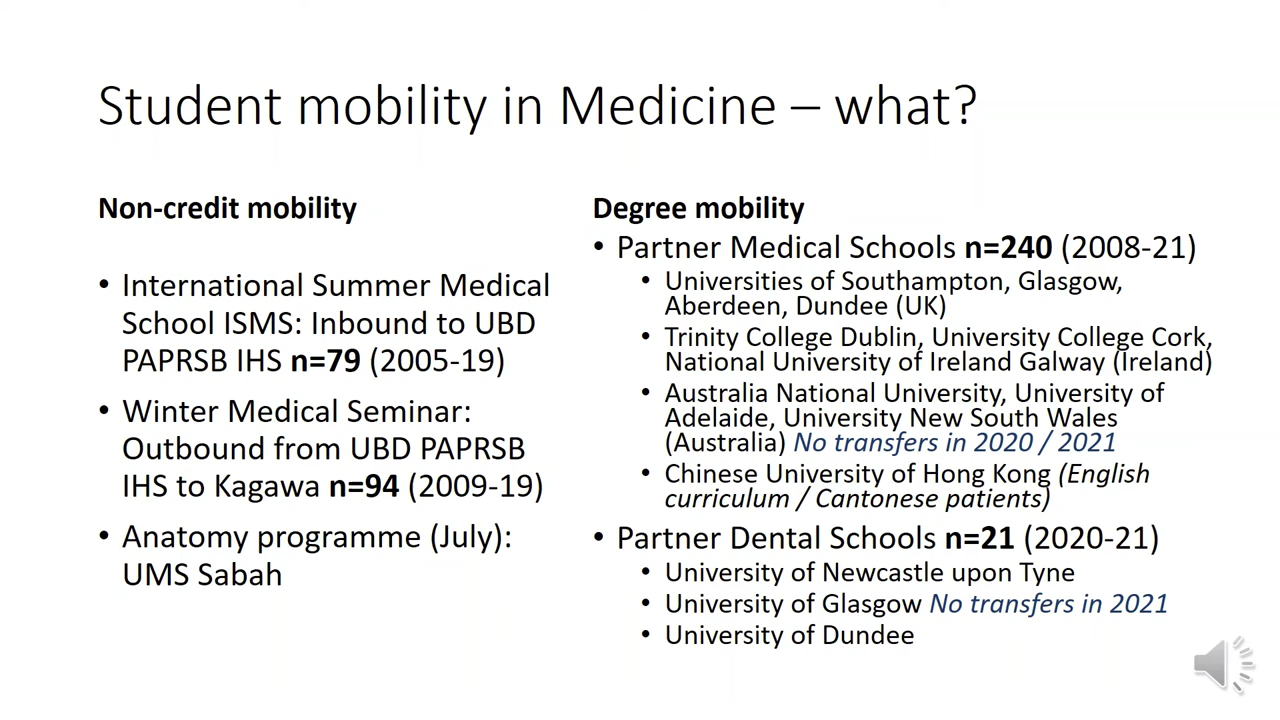 Student mobility in Medicine – what?
Non-credit mobility
• International Summer Medical
School ISMS: Inbound to UBD
PAPRSB IHS n=79 (2005-19)
• Winter Medical Seminar:
Outbound from UBD PAPRSB
IHS to Kagawa n=94 (2009-19)
• Anatomy programme (July):
UMS Sabah
Degree mobility
• Partner Medical Schools n=240 (2008-21)
• Universities of Southampton, Glasgow,
Aberdeen, Dundee (UK)
• Trinity College Dublin, University College Cork,
National University of Ireland Galway (Ireland)
• Australia National University, University of
Adelaide, University New South Wales
(Australia) No transfers in 2020 / 2021
• Chinese University of Hong Kong (English
curriculum / Cantonese patients)
• Partner Dental Schools n=21 (2020-21)
• University of Newcastle upon Tyne
• University of Glasgow No transfers in 2021
• University of Dundee